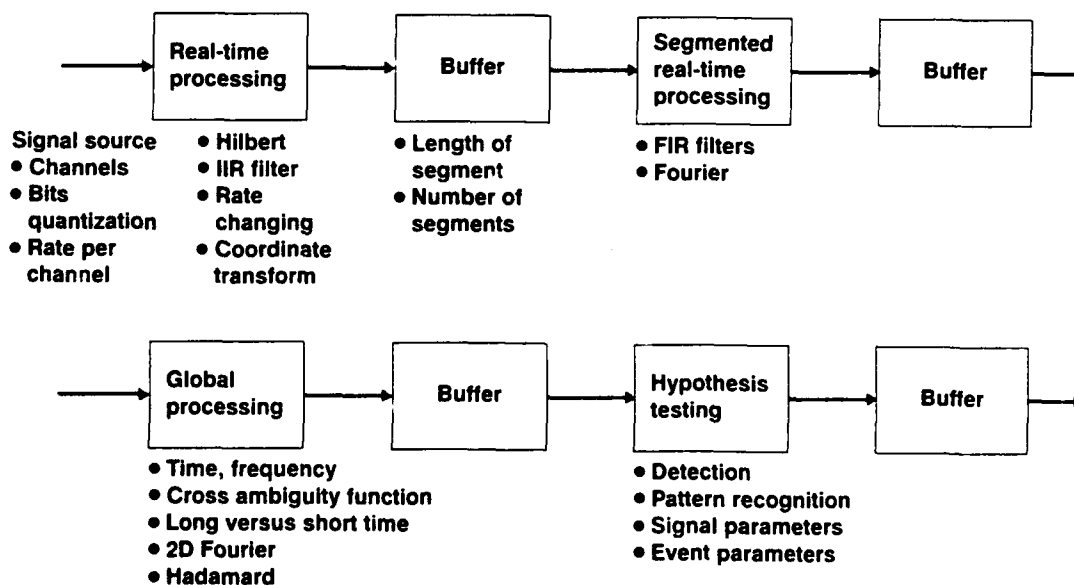 Real-time
processing
Buffer
Segmented
real-time
processing
Buffer
Signal source
● Channels
● Bits
quantization
● Rate per
channel
● Hilbert
● IIR filter
● Rate
changing
● Coordinate
transform
● Length of
segment
● Number of
segments
● FIR filters
● Fourier
Global
processing
Buffer
Hypothesis
testing
Buffer
● Time, frequency
● Cross ambiguity function
● Long versus short time
● 2D Fourier
● Hadamard
● Detection
● Pattern recognition
● Signal parameters
● Event parameters